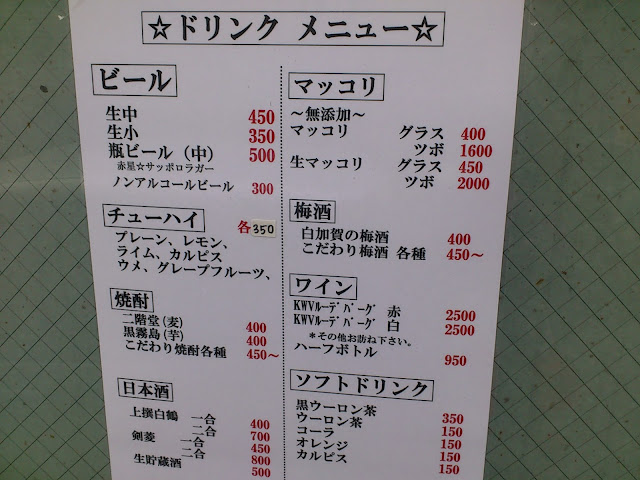 ☆ドリンク メニュー☆
ビール
生中 450
生小 350
瓶ビール（中） 500
赤星☆サッポロラガー
ノンアルコールビール 300
チューハイ 各350
プレーン、レモン、
ライム、カルピス
ウメ、グレープフルーツ、
焼酎
二階堂(麦) 400
黒霧島(芋) 400
こだわり焼酎各種 450～
日本酒
上撰白鶴 一合 400
二合 700
剣菱 一合 450
二合 800
生貯蔵酒 500
マッコリ
～無添加～
マッコリ グラス 400
ツボ 1600
生マッコリ グラス 450
ツボ 2000
梅酒
白加賀の梅酒 400
こだわり梅酒 各種 450～
ワイン
KWVﾙｰﾃﾞﾊﾞｰｸﾞ 赤 2500
KWVﾙｰﾃﾞﾊﾞｰｸﾞ 白 2500
＊その他お訪ね下さい。
ハーフボトル 950
ソフトドリンク
黒ウーロン茶 350
ウーロン茶 150
コーラ 150
オレンジ 150
カルピス 150